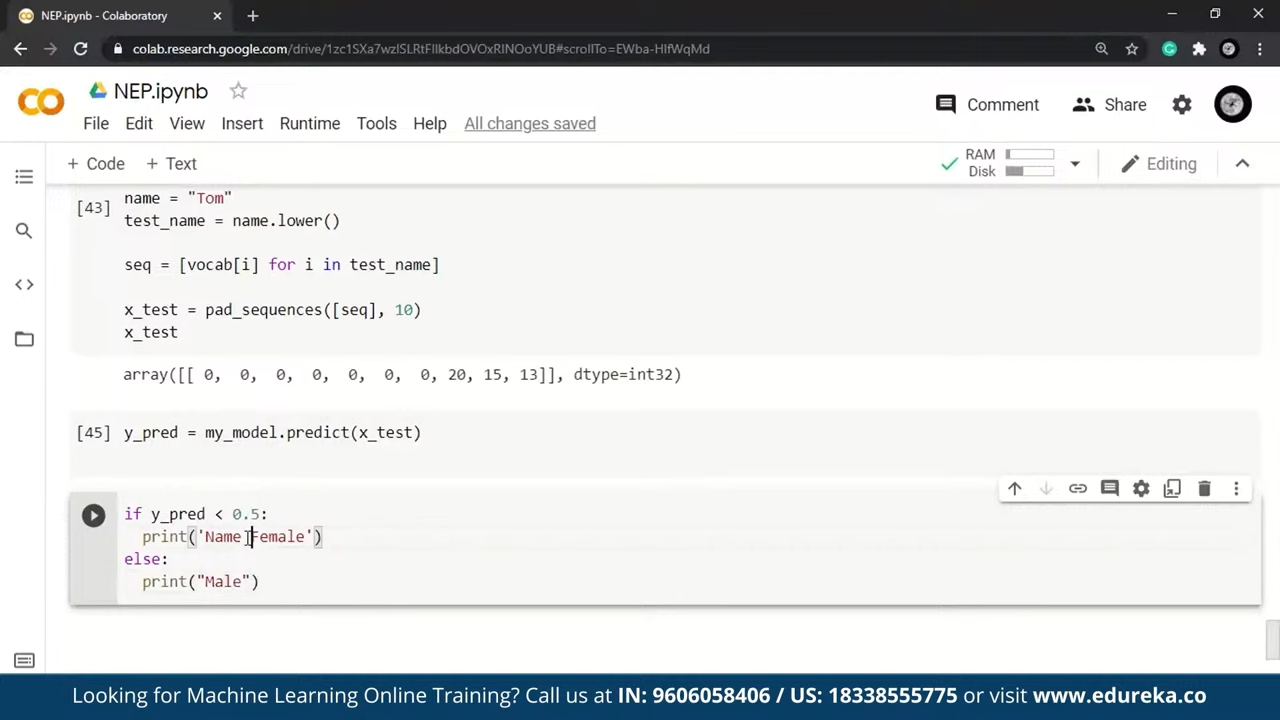 NEP.ipynb - Colaboratory
colab.research.google.com/drive/1zc1SXa7wzlSLRtFIlkbdOVOxRINOoYUB#scrollTo=EWba-HIfWqMd
NEP.ipynb
File Edit View Insert Runtime Tools Help All changes saved
Comment Share
+ Code + Text
RAM
Disk
Editing
name = "Tom"
[43]
test_name = name.lower()
seq = [vocab[i] for i in test_name]
x_test = pad_sequences([seq], 10)
x_test
array([[ 0, 0, 0, 0, 0, 0, 0, 20, 15, 13]], dtype=int32)
[45] y_pred = my_model.predict(x_test)
if y_pred < 0.5:
print('Name Female')
else:
print("Male")
Looking for Machine Learning Online Training? Call us at IN: 9606058406 / US: 18338555775 or visit www.edureka.co